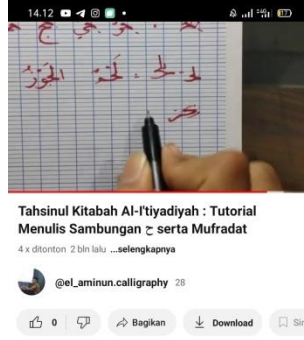 14.12
Tahsinul Kitabah Al-I'tiyadiyah : Tutorial
Menulis Sambungan ح serta Mufradat
4 x ditonton 2 bln lalu ...selengkapnya
@el_aminun.calligraphy 28
0 Bagikan Download